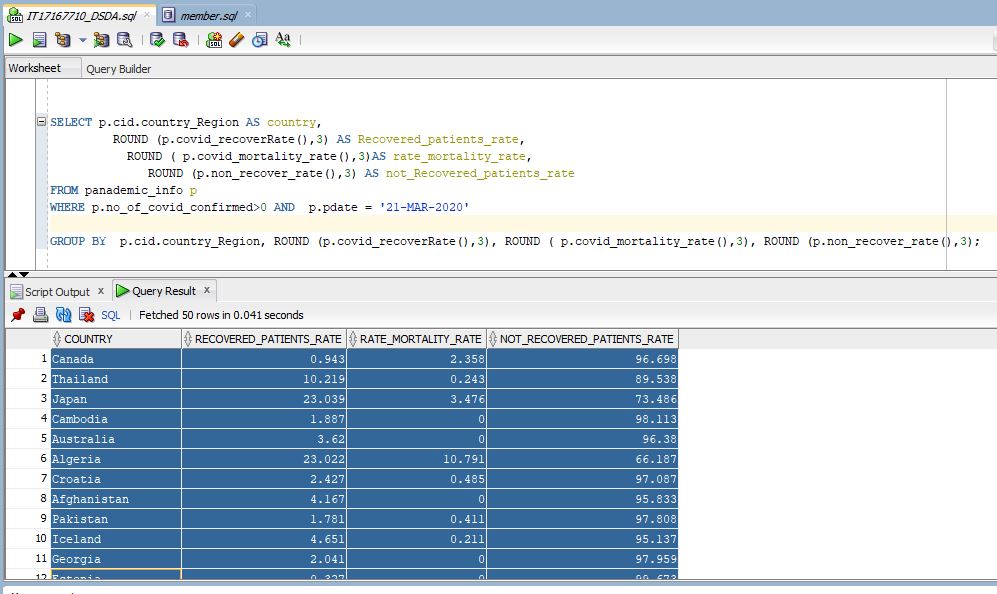 IT17167710_DSDA.sql × member.sql ×
SQL SQL Aa
Worksheet Query Builder
SELECT p.cid.country_Region AS country,
ROUND (p.covid_recoverRate(),3) AS Recovered_patients_rate,
ROUND ( p.covid_mortality_rate(),3)AS rate_mortality_rate,
ROUND (p.non_recover_rate(),3) AS not_Recovered_patients_rate
FROM panademic_info p
WHERE p.no_of_covid_confirmed>0 AND p.pdate = '21-MAR-2020'
GROUP BY p.cid.country_Region, ROUND (p.covid_recoverRate(),3), ROUND ( p.covid_mortality_rate(),3), ROUND (p.non_recover_rate(),3);
Script Output x Query Result x
SQL | Fetched 50 rows in 0.041 seconds
COUNTRY RECOVERED_PATIENTS_RATE RATE_MORTALITY_RATE NOT_RECOVERED_PATIENTS_RATE
1 Canada 0.943 2.358 96.698
2 Thailand 10.219 0.243 89.538
3 Japan 23.039 3.476 73.486
4 Cambodia 1.887 0 98.113
5 Australia 3.62 0 96.38
6 Algeria 23.022 10.791 66.187
7 Croatia 2.427 0.485 97.087
8 Afghanistan 4.167 0 95.833
9 Pakistan 1.781 0.411 97.808
10 Iceland 4.651 0.211 95.137
11 Georgia 2.041 0 97.959
12 Estonia 0.327 0 99.673